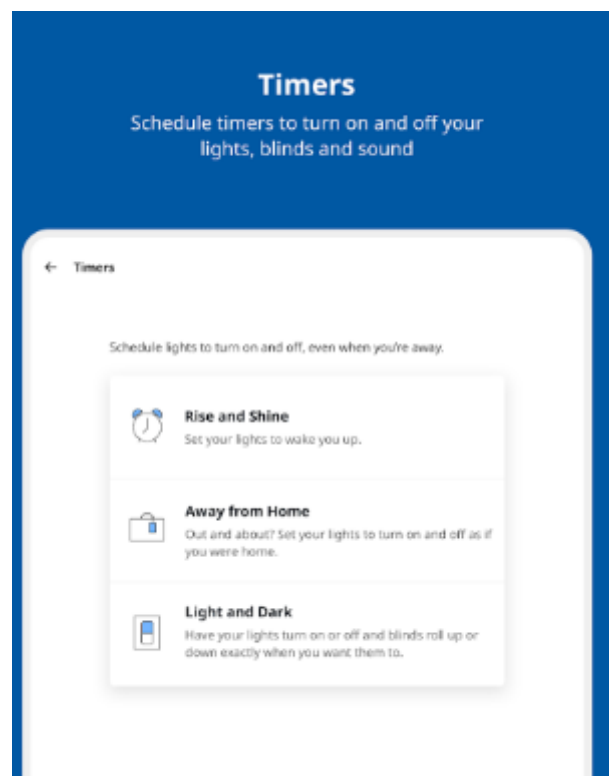 Timers
Schedule timers to turn on and off your
lights, blinds and sound
← Timers
Schedule lights to turn on and off, even when you're away.
Rise and Shine
Set your lights to wake you up.
Away from Home
Out and about? Set your lights to turn on and off as if
you were home.
Light and Dark
Have your lights turn on or off and blinds roll up or
down exactly when you want them to.